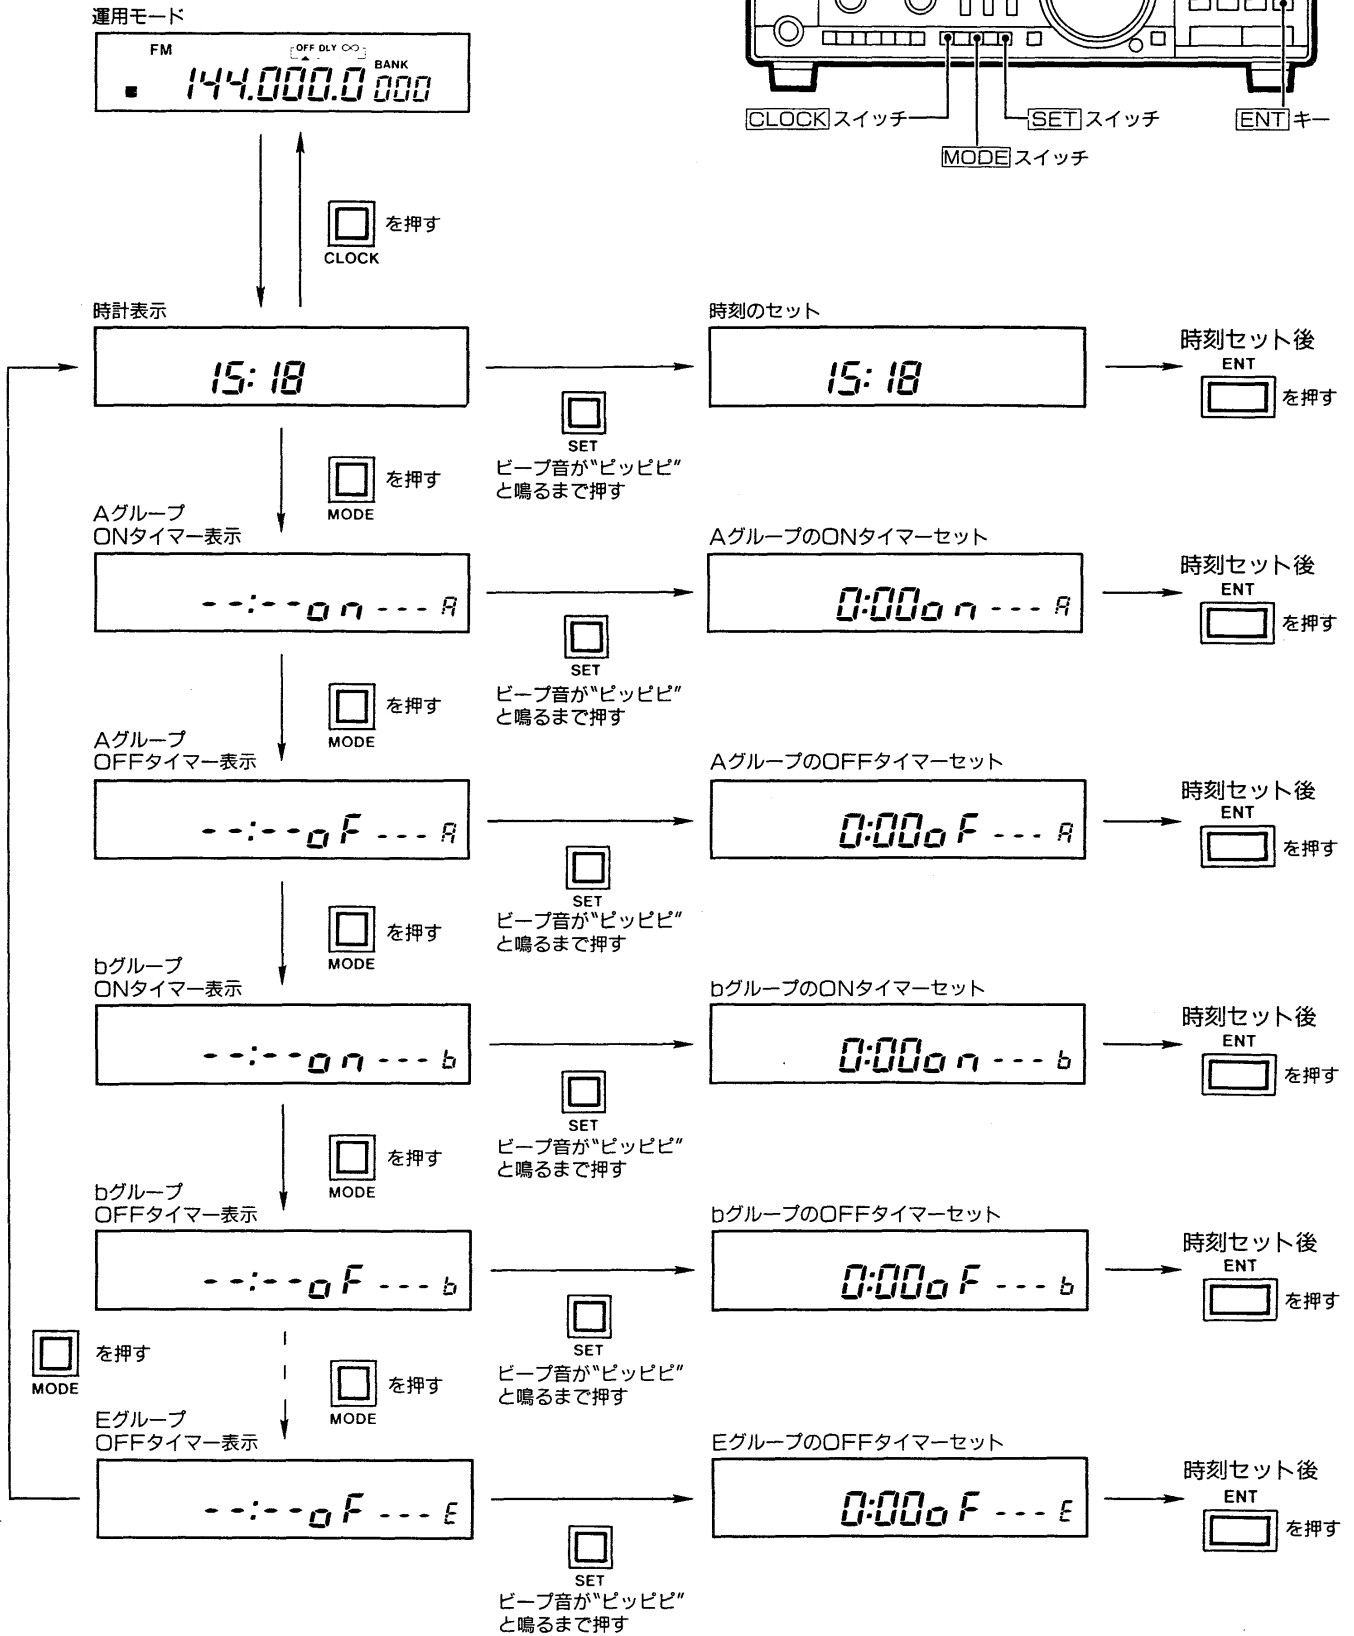 運用モード
FM
OFF DLY ∞
BANK
144.000.0 000
CLOCK スイッチ
SET スイッチ
ENT キー
MODE スイッチ
を押す
CLOCK
時計表示
15:18
SET
ビープ音が"ピッピピ"
と鳴るまで押す
時刻のセット
15:18
時刻セット後
ENT
を押す
を押す
MODE
Aグループ
ONタイマー表示
--:--on --- A
SET
ビープ音が"ピッピピ"
と鳴るまで押す
AグループのONタイマーセット
0:00on --- A
時刻セット後
ENT
を押す
を押す
MODE
Aグループ
OFFタイマー表示
--:--oF --- A
SET
ビープ音が"ピッピピ"
と鳴るまで押す
AグループのOFFタイマーセット
0:00oF --- A
時刻セット後
ENT
を押す
を押す
MODE
bグループ
ONタイマー表示
--:--on --- b
SET
ビープ音が"ピッピピ"
と鳴るまで押す
bグループのONタイマーセット
0:00on --- b
時刻セット後
ENT
を押す
を押す
MODE
bグループ
OFFタイマー表示
--:--oF --- b
SET
ビープ音が"ピッピピ"
と鳴るまで押す
bグループのOFFタイマーセット
0:00oF --- b
時刻セット後
ENT
を押す
を押す
MODE
を押す
MODE
Eグループ
OFFタイマー表示
--:--oF --- E
SET
ビープ音が"ピッピピ"
と鳴るまで押す
EグループのOFFタイマーセット
0:00oF --- E
時刻セット後
ENT
を押す